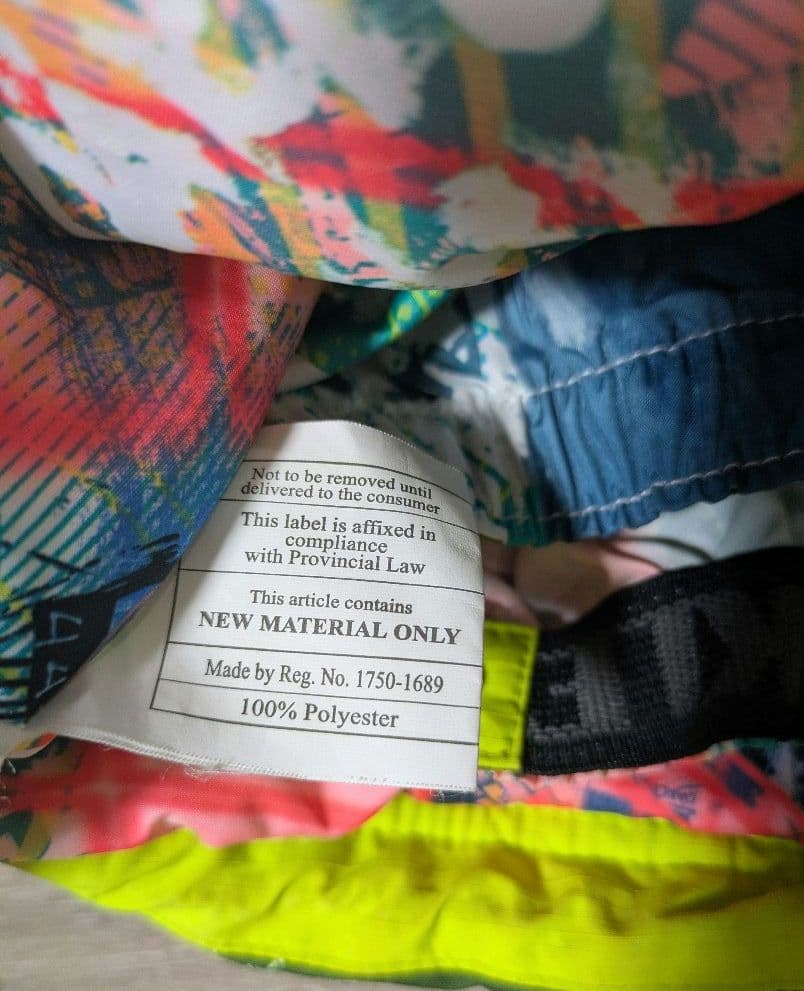 Not to be removed until
delivered to the consumer
This label is affixed in
compliance
with Provincial Law
This article contains
NEW MATERIAL ONLY
Made by Reg. No. 1750-1689
100% Polyester